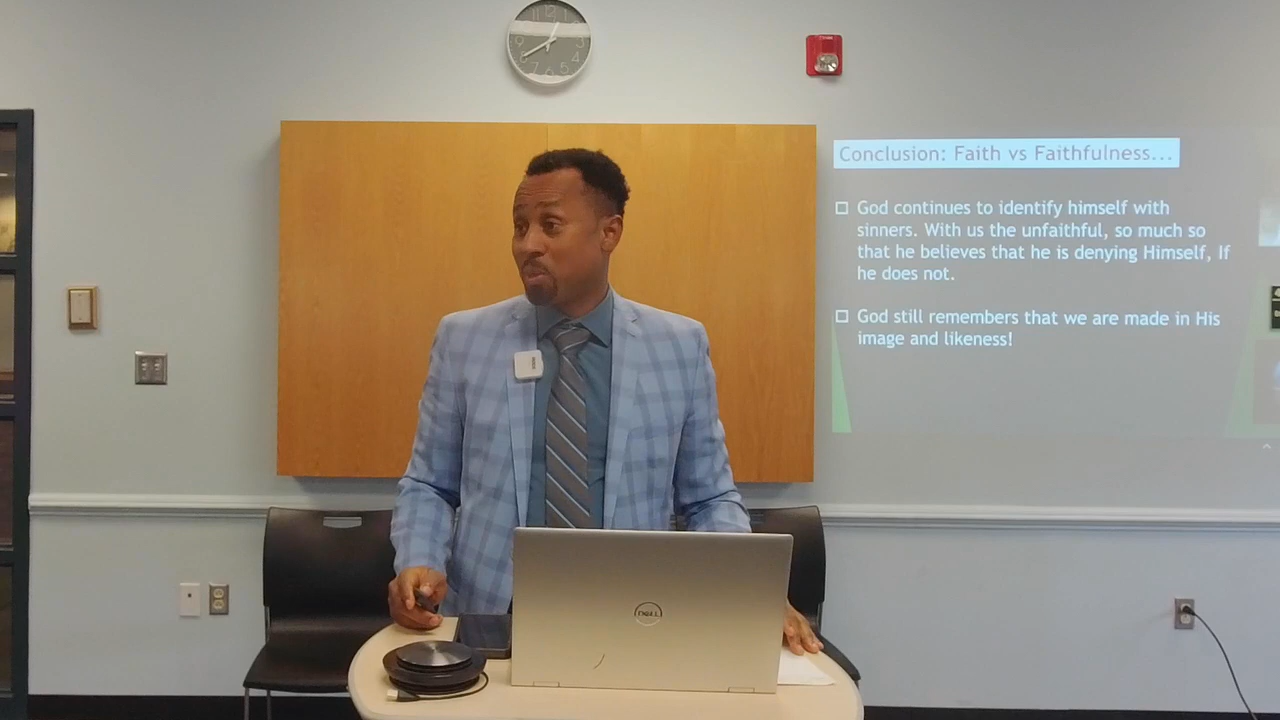 Conclusion: Faith vs Faithfulness...
God continues to identify himself with
sinners. With us the unfaithful, so much so
that he believes that he is denying Himself, If
he does not.
God still remembers that we are made in His
image and likeness!
DELL